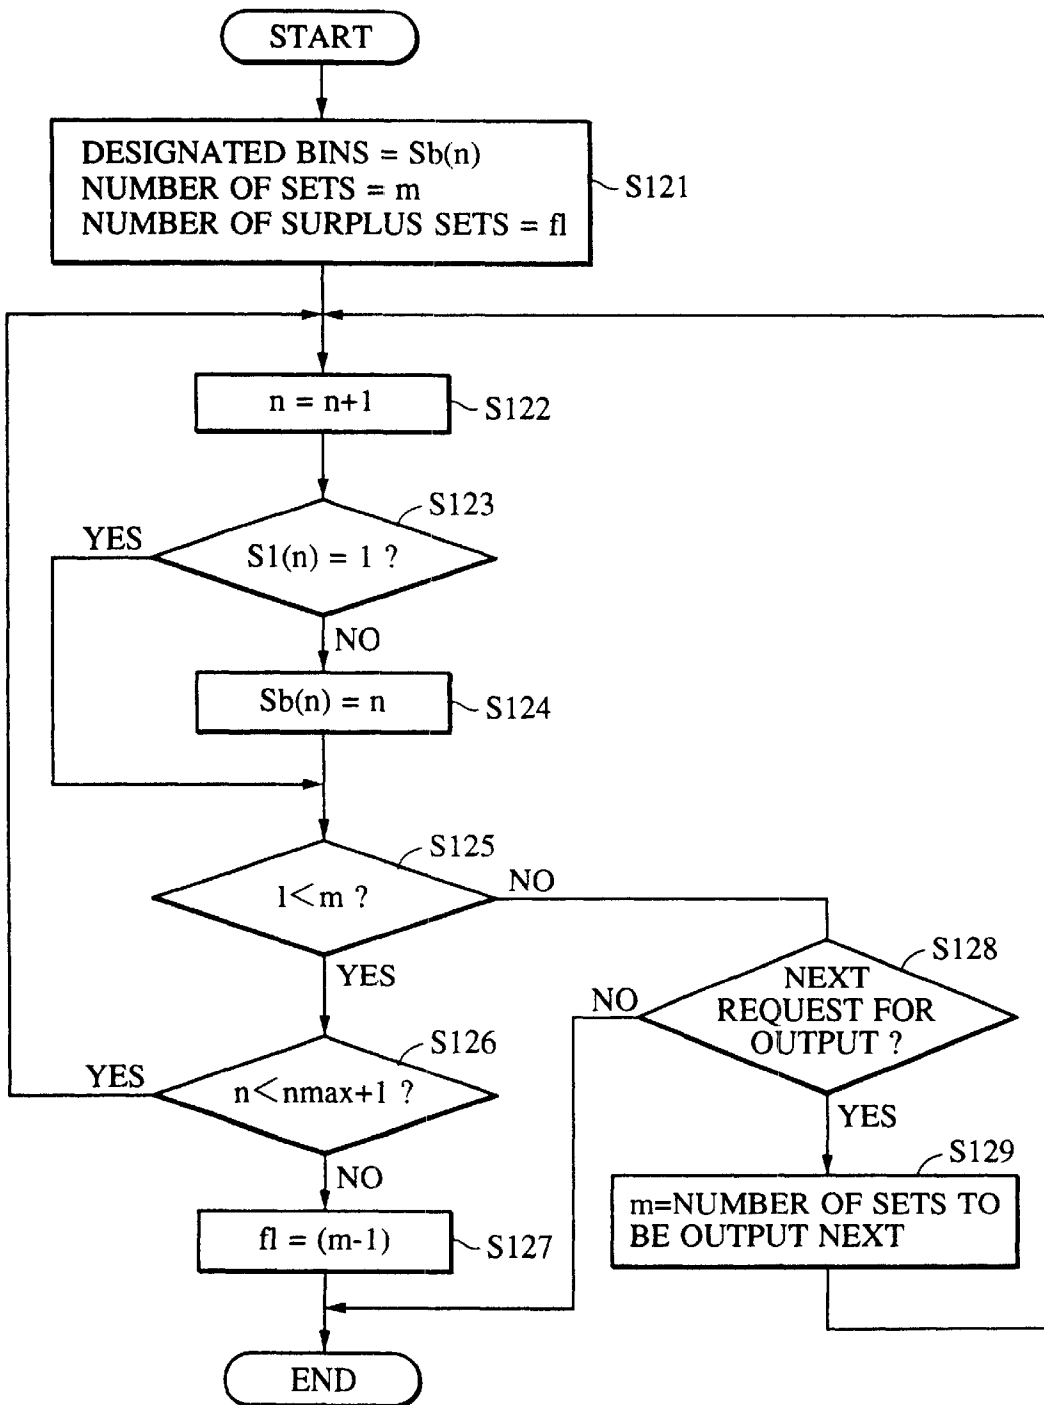 START
DESIGNATED BINS = Sb(n)
NUMBER OF SETS = m
NUMBER OF SURPLUS SETS = fl
S121
n = n+1
S122
S123
YES
S1(n) = 1 ?
NO
Sb(n) = n
S124
S125
1<m ?
NO
YES
S128
NEXT
REQUEST FOR
OUTPUT ?
NO
YES
S126
YES
n<nmax+1 ?
NO
S129
m=NUMBER OF SETS TO
BE OUTPUT NEXT
fl = (m-1)
S127
END